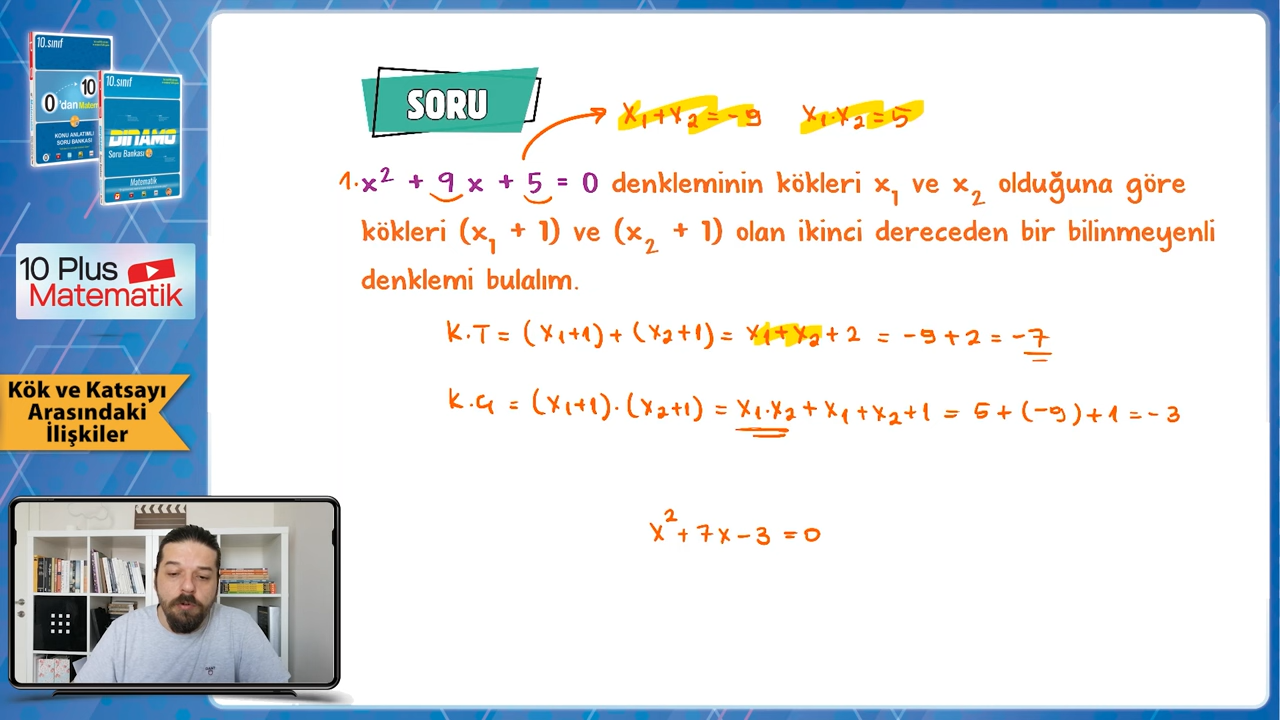 10.sınıf
0'dan 10
Matem
KONU ANLATIMLI
SORU BANKASI
10.sınıf
DİNAMO
Soru Bankası
Matematik
10 Plus
Matematik
Kök ve Katsayı
Arasındaki
İlişkiler
SORU
x₁+x₂=-9 x₁.x₂=5
1.x² + 9x + 5 = 0 denkleminin kökleri x₁ ve x₂ olduğuna göre
kökleri (x₁ + 1) ve (x₂ + 1) olan ikinci dereceden bir bilinmeyenli
denklemi bulalım.
K.T = (x₁+1)+(x₂+1) = x₁+x₂+2 = -9+2 = -7
K.Ç = (x₁+1).(x₂+1) = x₁.x₂+x₁+x₂+1 = 5+(-9)+1=-3
x²+7x-3=0